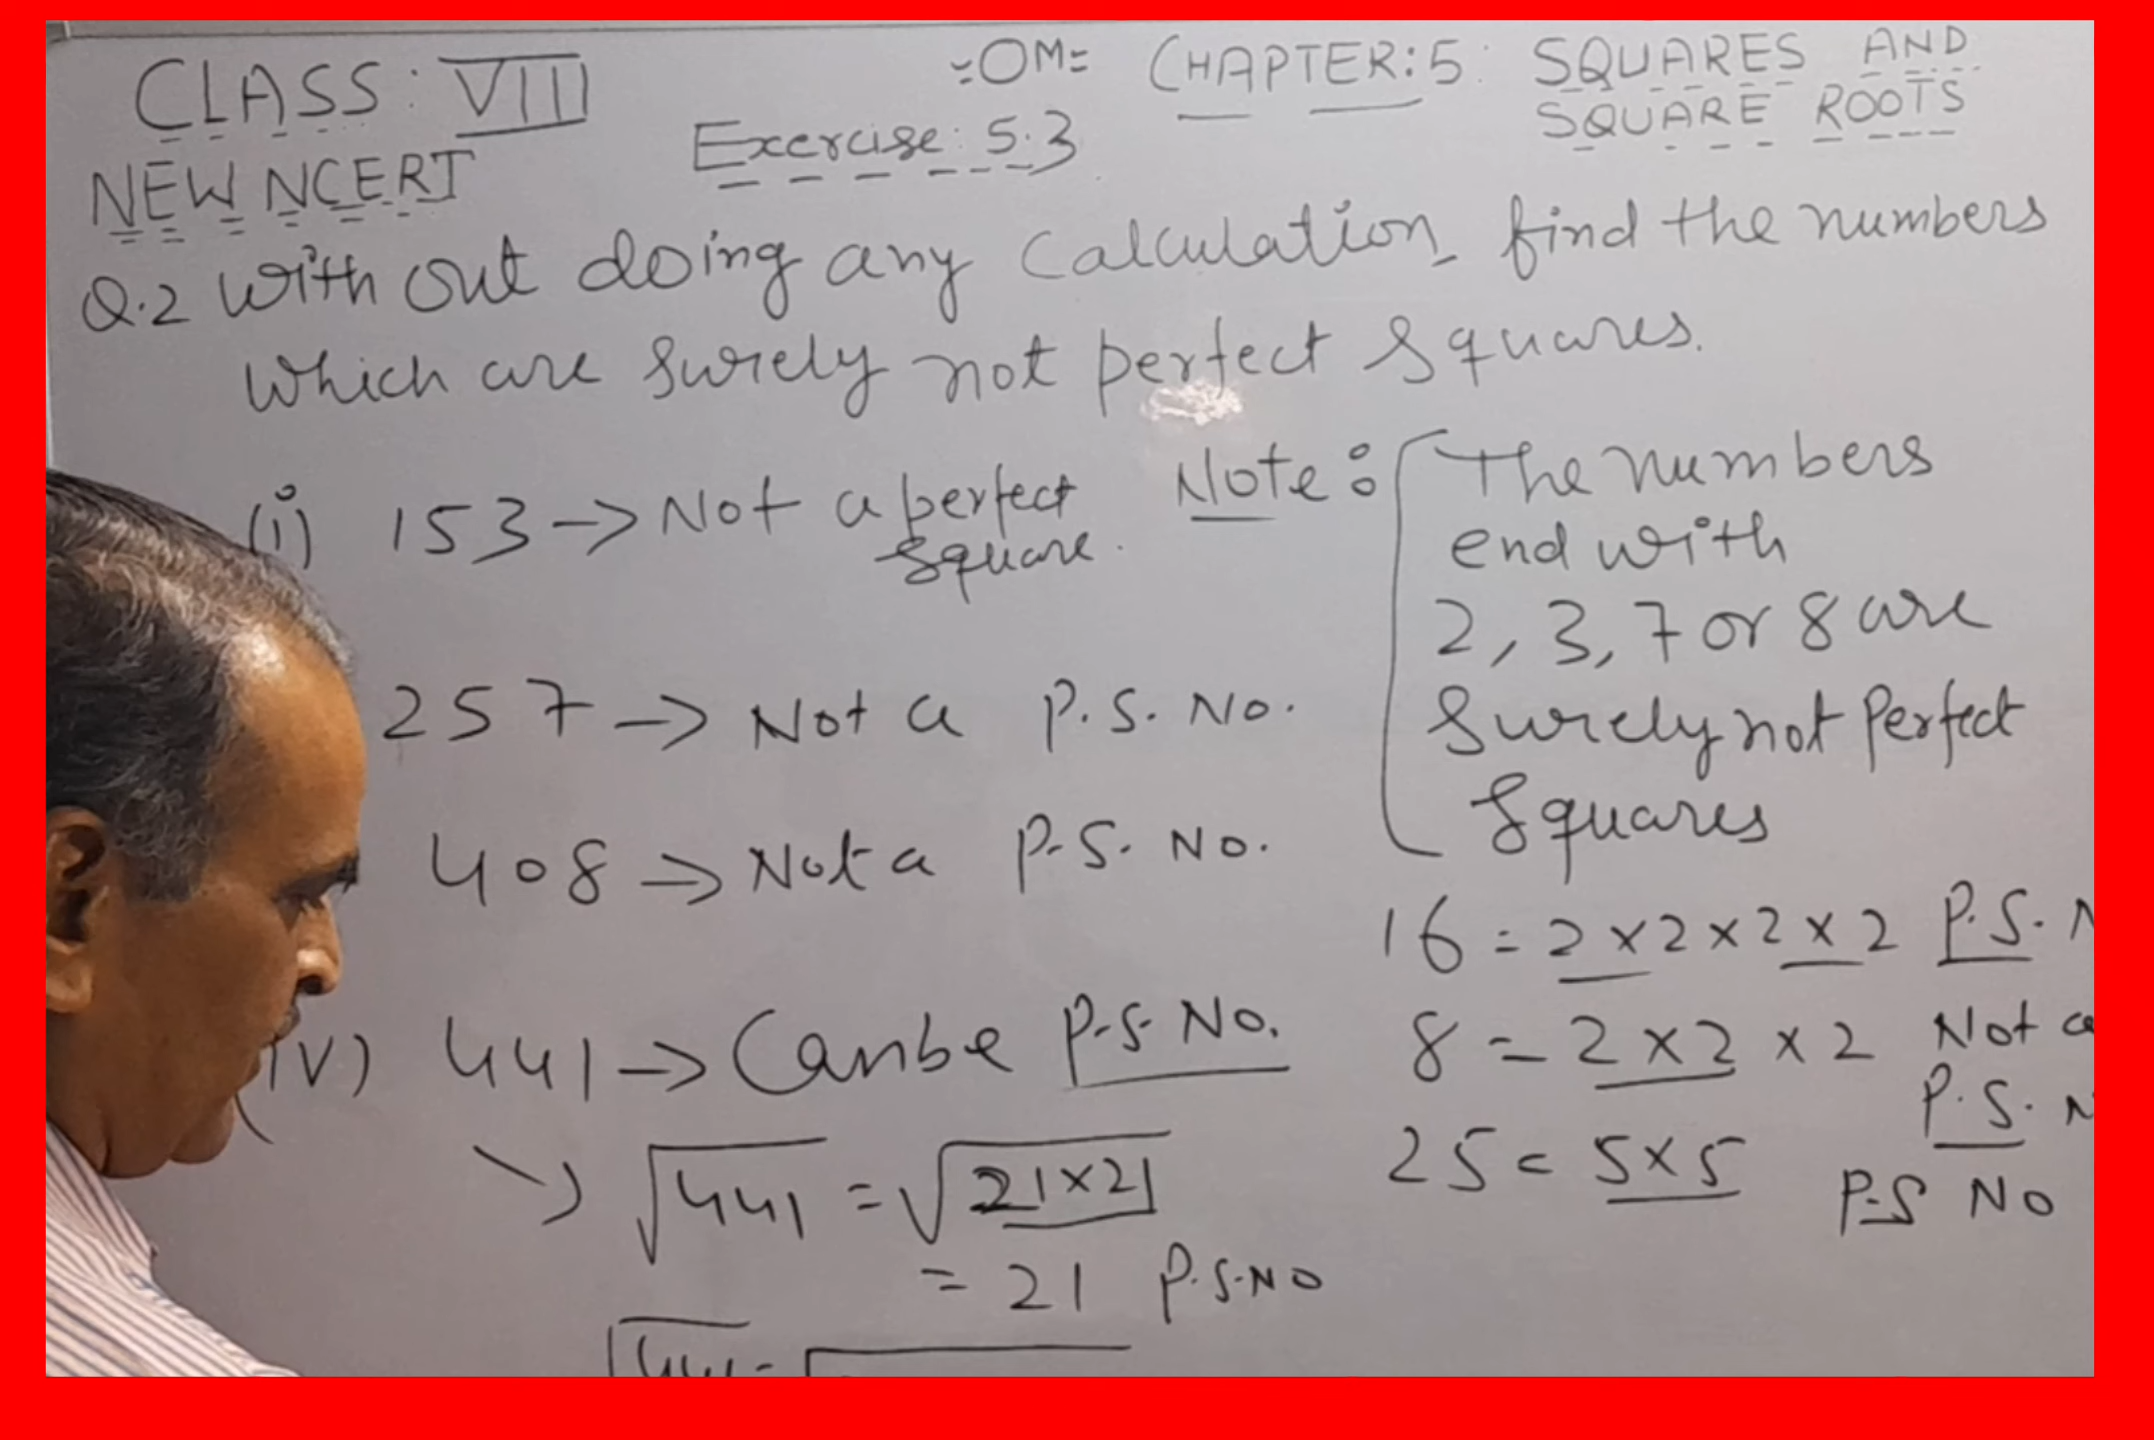 CLASS: VIII
-:OM:-
CHAPTER:5: SQUARES AND
SQUARE ROOTS
NEW NCERT
Exercise: 5.3
Q.2 With out doing any Calculation, find the numbers
Which are Surely not perfect Squares.
(i) 153 → Not a perfect
Square.
257 → Not a P.S. No.
408 → Not a P.S. No.
(iv) 441 → Can be P.S. No.
→ √441 = √21×21
= 21 P.S. NO
√441 =
Note:
The numbers
end with
2, 3, 7 or 8 are
Surely not Perfect
Squares
16 = 2×2×2×2 P.S. N
8 = 2×2×2 Not a
P.S. N
25 = 5×5 P.S NO